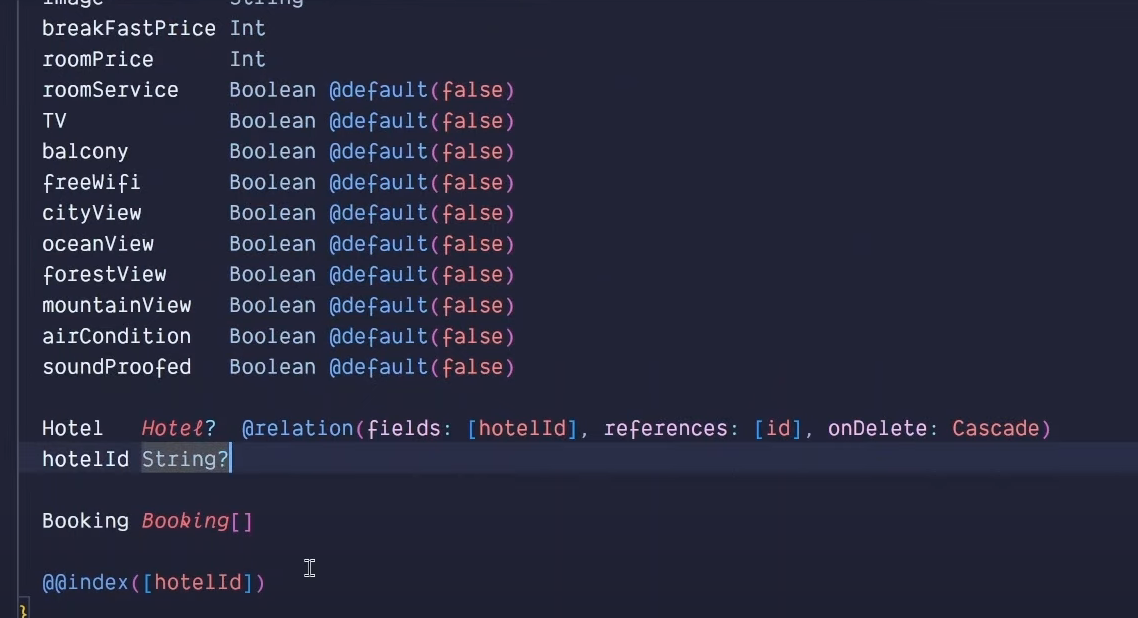 image String
breakFastPrice Int
roomPrice Int
roomService Boolean @default(false)
TV Boolean @default(false)
balcony Boolean @default(false)
freeWifi Boolean @default(false)
cityView Boolean @default(false)
oceanView Boolean @default(false)
forestView Boolean @default(false)
mountainView Boolean @default(false)
airCondition Boolean @default(false)
soundProofed Boolean @default(false)
Hotel Hotel? @relation(fields: [hotelId], references: [id], onDelete: Cascade)
hotelId String?
Booking Booking[]
@@index([hotelId])
}